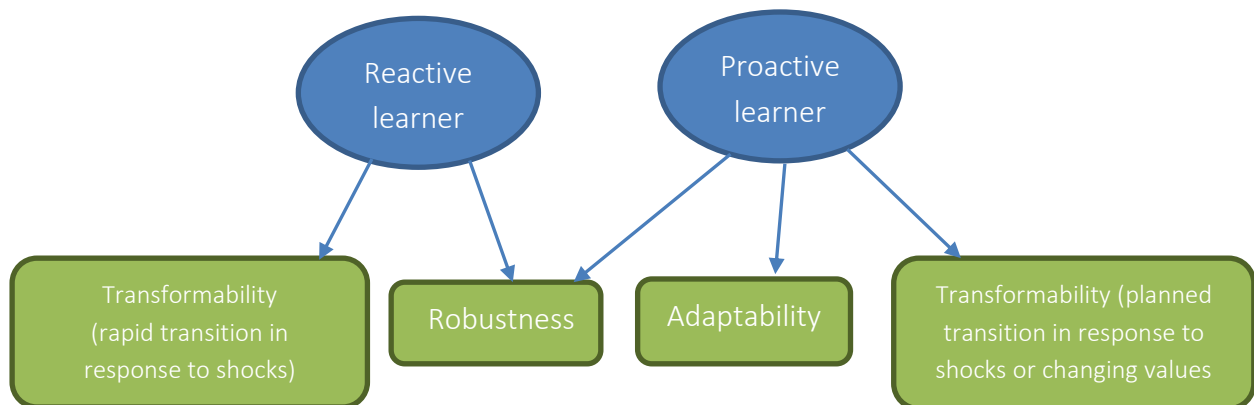 Reactive
learner
Proactive
learner
Transformability
(rapid transition in
response to shocks)
Robustness
Adaptability
Transformability (planned
transition in response to
shocks or changing values